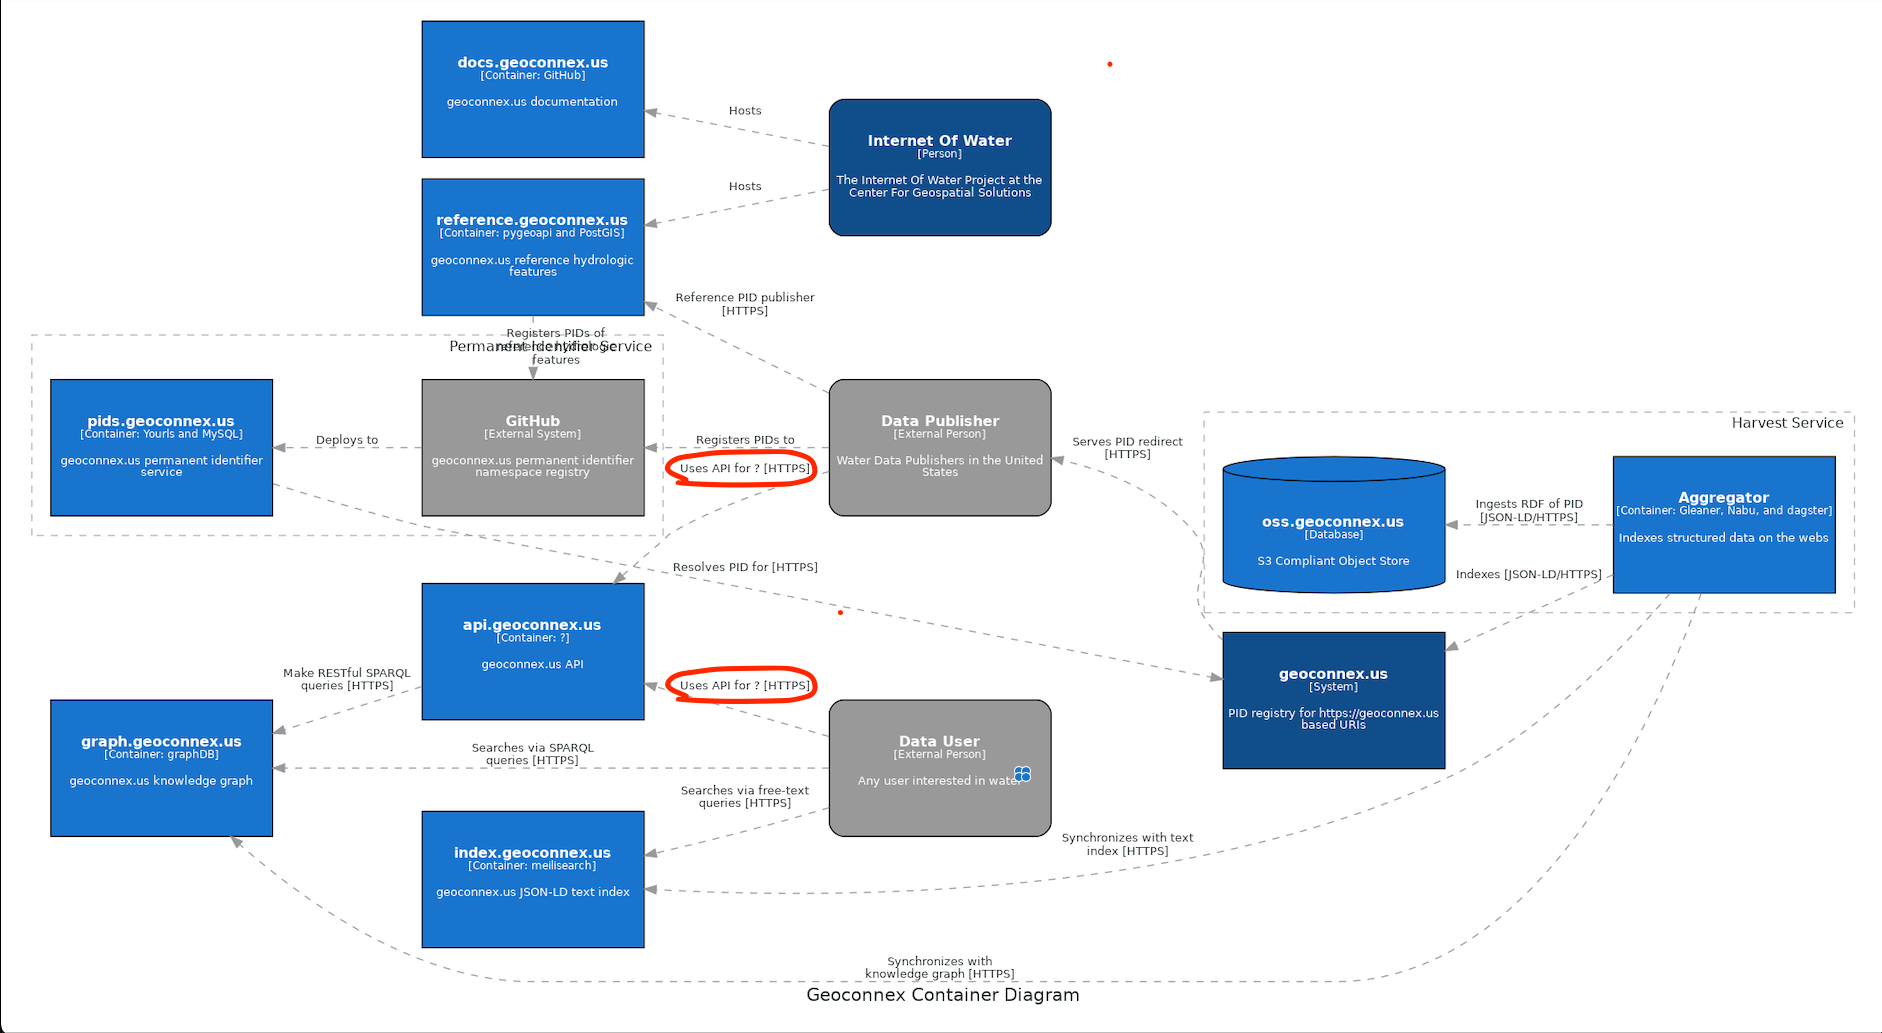 docs.geoconnex.us
[Container: GitHub]
geoconnex.us documentation
Hosts
Internet Of Water
[Person]
The Internet Of Water Project at the
Center For Geospatial Solutions
Hosts
reference.geoconnex.us
[Container: pygeoapi and PostGIS]
geoconnex.us reference hydrologic
features
Reference PID publisher
[HTTPS]
Registers PIDs of
reference hydrologic
features
Permanent Identifier Service
pids.geoconnex.us
[Container: Yourls and MySQL]
geoconnex.us permanent identifier
service
Deploys to
GitHub
[External System]
geoconnex.us permanent identifier
namespace registry
Registers PIDs to
Uses API for ? [HTTPS]
Data Publisher
[External Person]
Water Data Publishers in the United
States
Serves PID redirect
[HTTPS]
Harvest Service
oss.geoconnex.us
[Database]
S3 Compliant Object Store
Ingests RDF of PID
[JSON-LD/HTTPS]
Aggregator
[Container: Gleaner, Nabu, and dagster]
Indexes structured data on the webs
Indexes [JSON-LD/HTTPS]
Resolves PID for [HTTPS]
api.geoconnex.us
[Container: ?]
geoconnex.us API
Make RESTful SPARQL
queries [HTTPS]
Uses API for ? [HTTPS]
geoconnex.us
[System]
PID registry for https://geoconnex.us
based URIs
graph.geoconnex.us
[Container: graphDB]
geoconnex.us knowledge graph
Searches via SPARQL
queries [HTTPS]
Data User
[External Person]
Any user interested in water
Searches via free-text
queries [HTTPS]
index.geoconnex.us
[Container: meilisearch]
geoconnex.us JSON-LD text index
Synchronizes with text
index [HTTPS]
Synchronizes with
knowledge graph [HTTPS]
Geoconnex Container Diagram